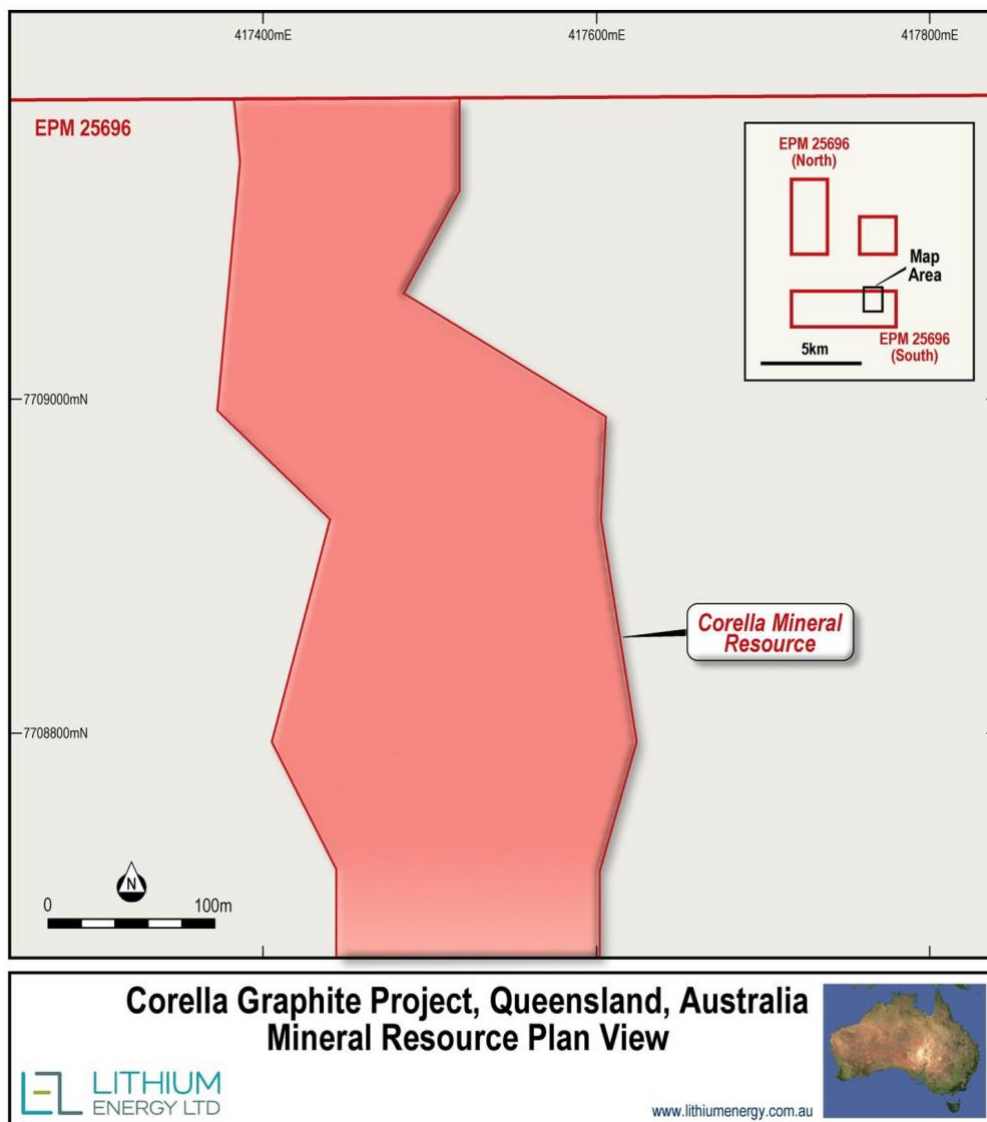 417400mE
417600mE
417800mE
EPM 25696
EPM 25696
(North)
Map
Area
EPM 25696
(South)
5km
7709000mN
Corella Mineral
Resource
7708800mN
N
0
100m
Corella Graphite Project, Queensland, Australia
Mineral Resource Plan View
LEL
LITHIUM
ENERGY LTD
www.lithiumenergy.com.au